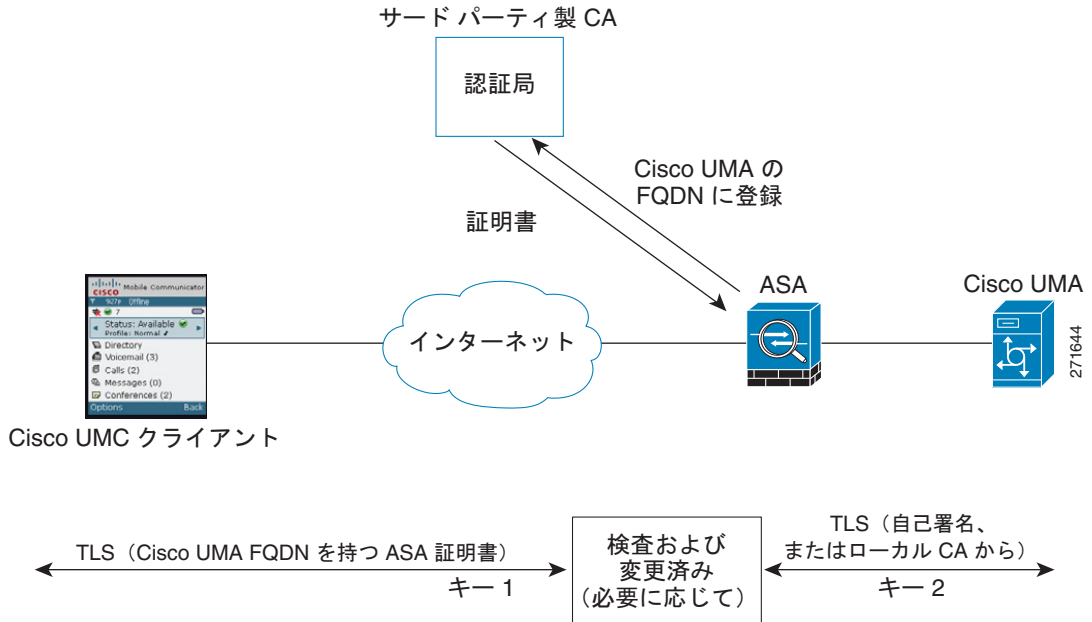 サード パーティ製 CA
認証局
Cisco UMA の
FQDN に登録
証明書
ASA
Cisco UMA
CISCO Mobile Communicator
Offline
7
Status: Available
Profile: Normal
Directory
Voicemail (3)
Calls (2)
Messages (0)
Conferences (2)
Options Back
インターネット
271644
Cisco UMC クライアント
TLS（Cisco UMA FQDN を持つ ASA 証明書）
キー 1
検査および
変更済み
（必要に応じて）
TLS（自己署名、
またはローカル CA から）
キー 2